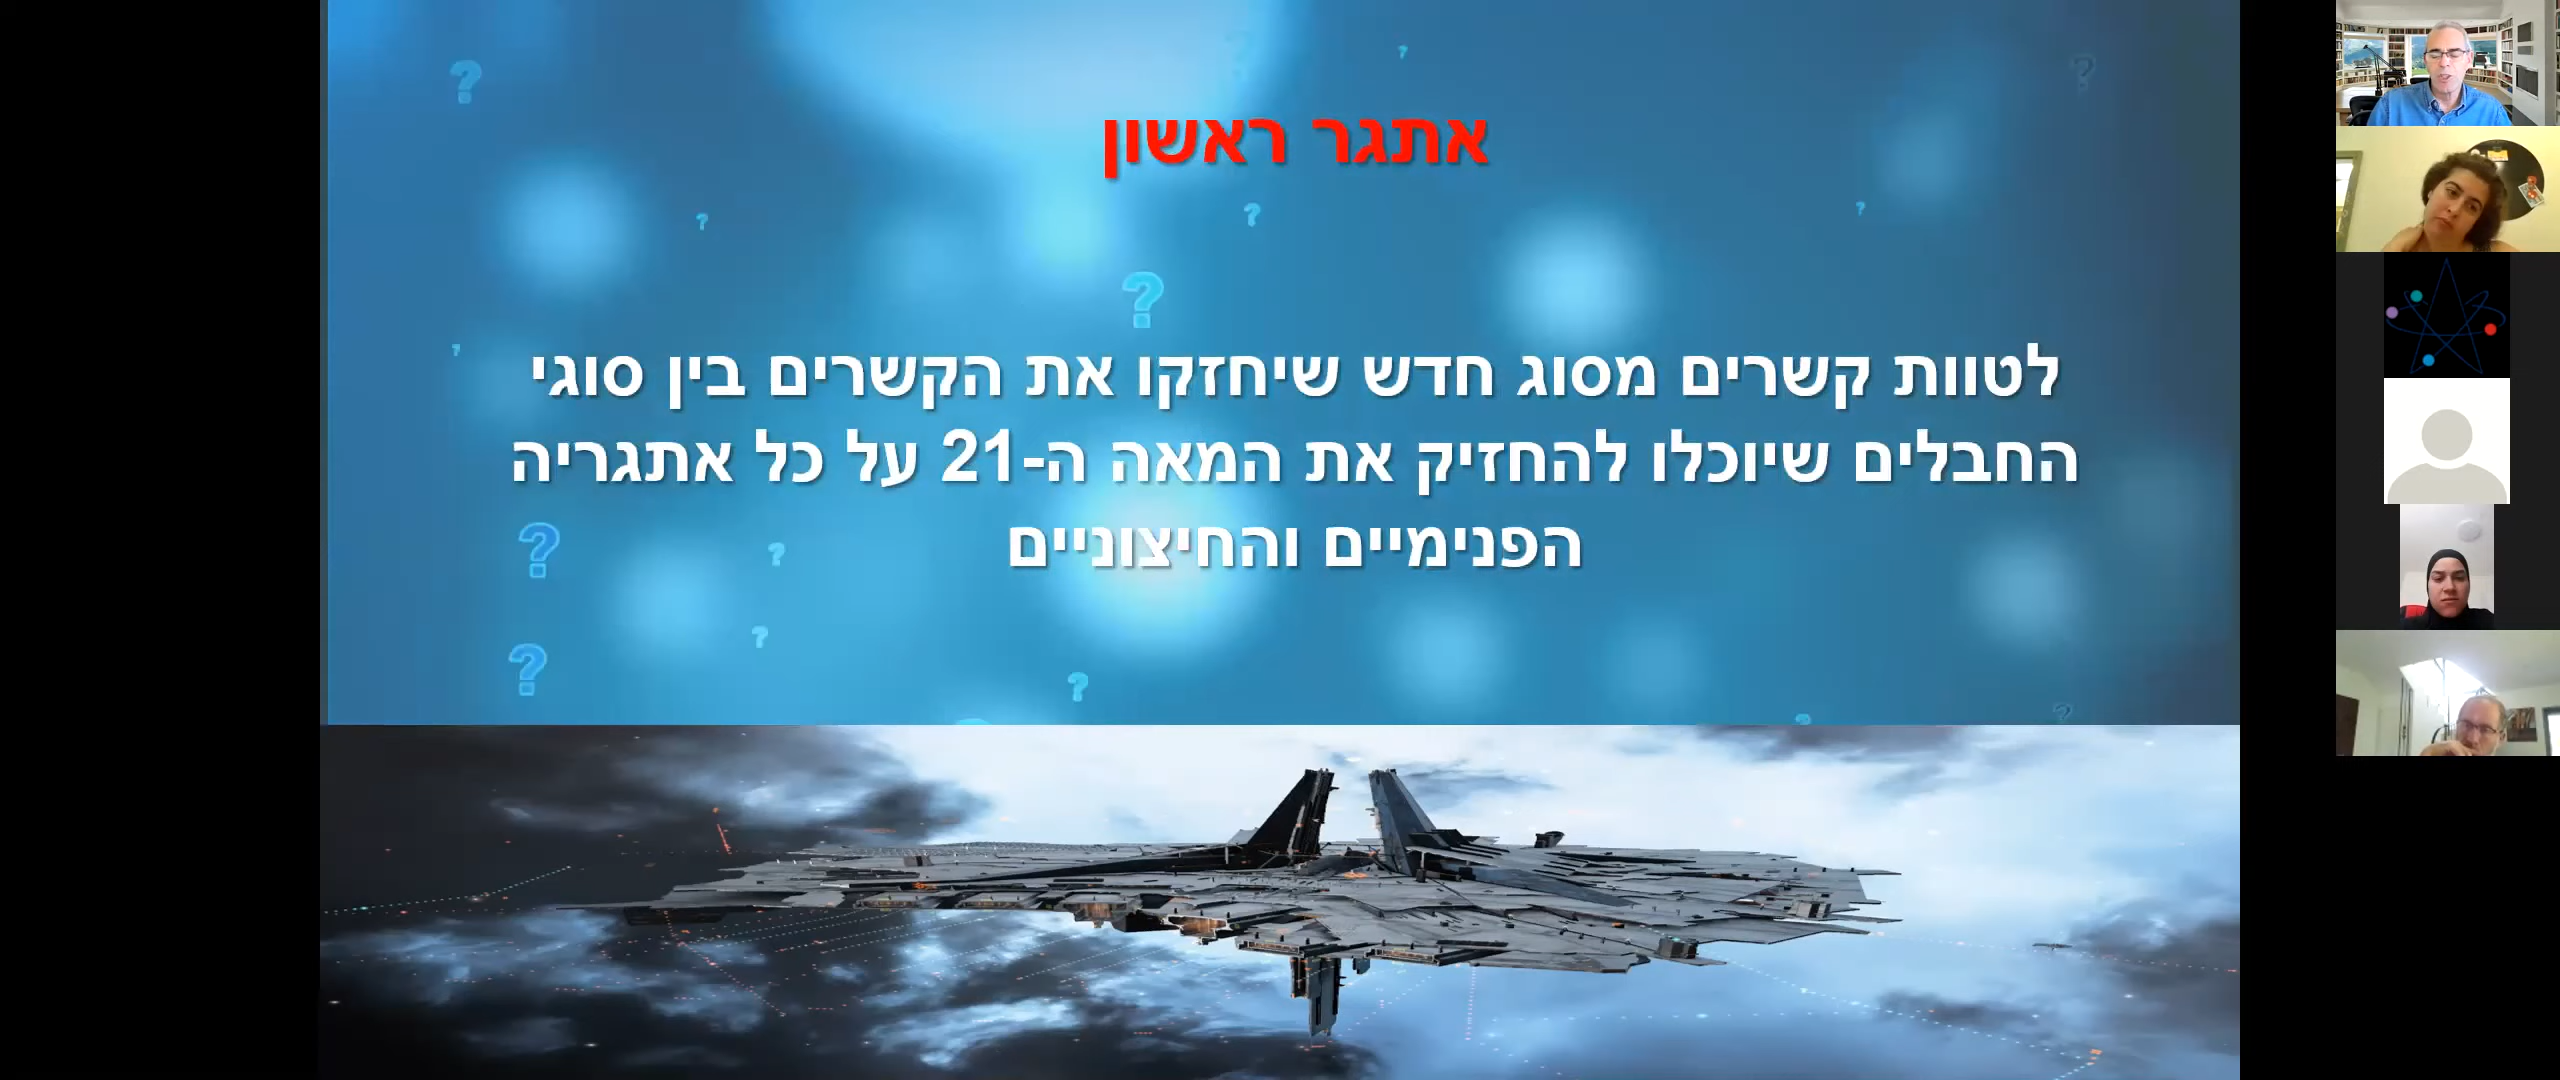 אתגר ראשון
לטוות קשרים מסוג חדש שיחזקו את הקשרים בין סוגי
החבלים שיוכלו להחזיק את המאה ה-21 על כל אתגריה
הפנימיים והחיצוניים